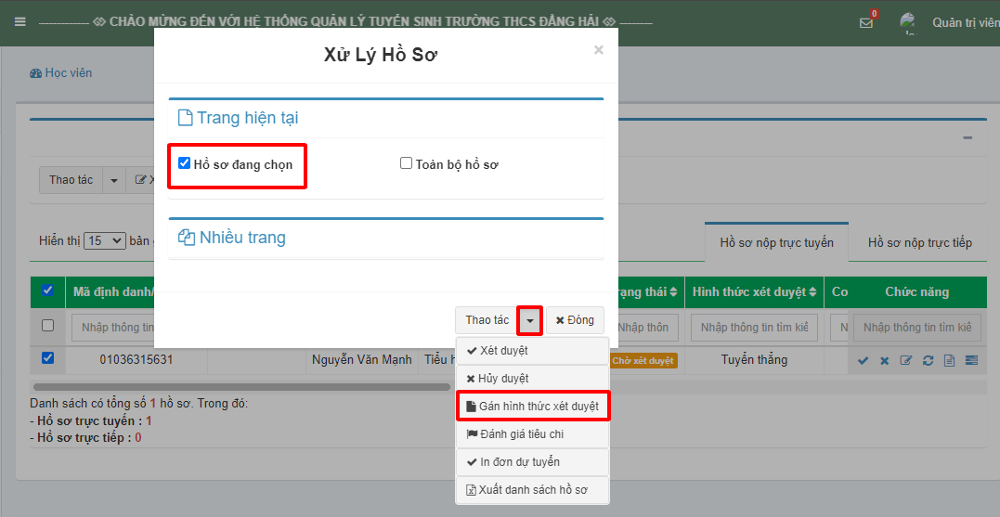 ------------- CHÀO MỪNG ĐẾN VỚI HỆ THỐNG QUẢN LÝ TUYỂN SINH TRƯỜNG THCS ĐẰNG HẢI ---------
0
Quản trị viên
Xử Lý Hồ Sơ
×
Học viên
Trang hiện tại
Hồ sơ đang chọn
Toàn bộ hồ sơ
Thao tác
Nhiều trang
Hiển thị 15 bản
Hồ sơ nộp trực tuyến
Hồ sơ nộp trực tiếp
Mã định danh/
Hình thức xét duyệt
Chức năng
Thao tác
Đóng
Nhập thông tin
Nhập thông tin tìm kiế
Nhập thông tin tìm kiế
01036315631
Nguyễn Văn Mạnh
Chờ xét duyệt
Tuyển thẳng
Xét duyệt
Hủy duyệt
Gán hình thức xét duyệt
Đánh giá tiêu chí
In đơn dự tuyển
Xuất danh sách hồ sơ
Danh sách có tổng số 1 hồ sơ. Trong đó:
- Hồ sơ trực tuyến : 1
- Hồ sơ trực tiếp : 0